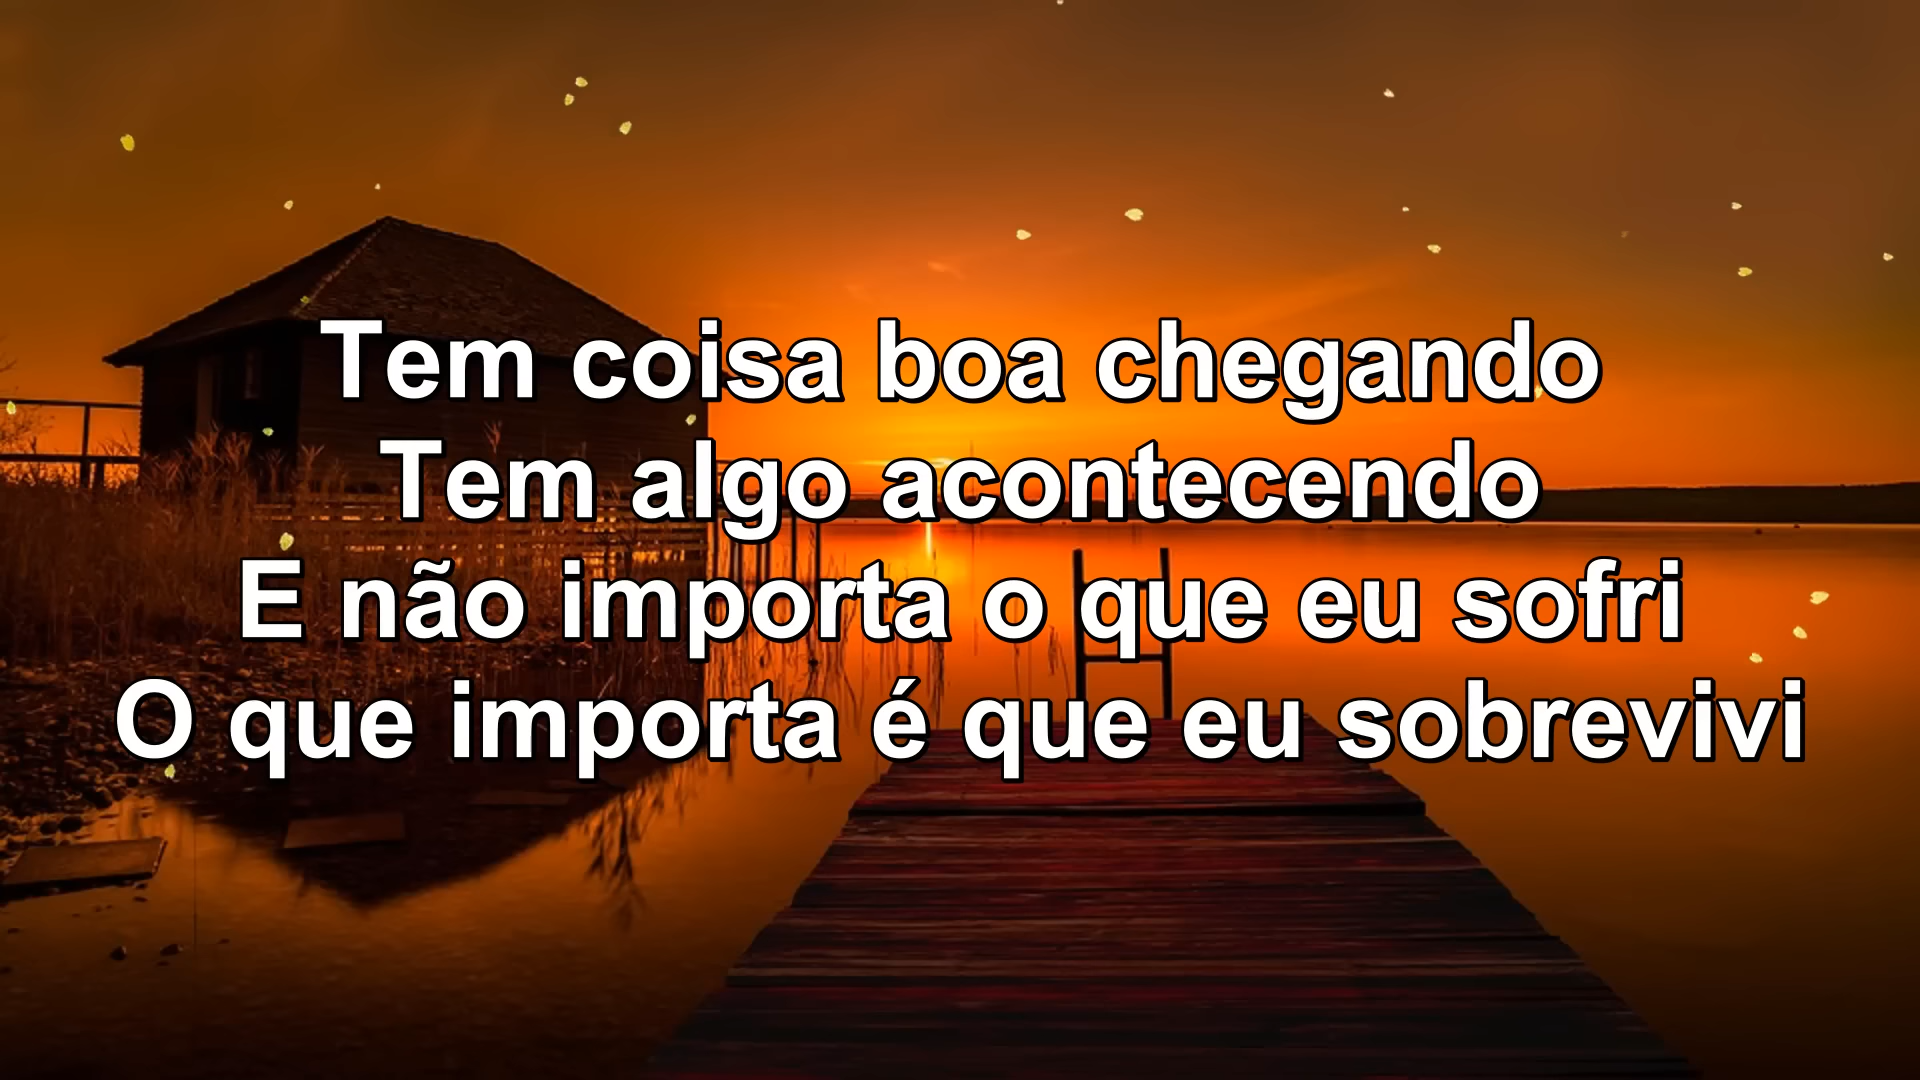 Tem coisa boa chegando
Tem algo acontecendo
E não importa o que eu sofri
O que importa é que eu sobrevivi